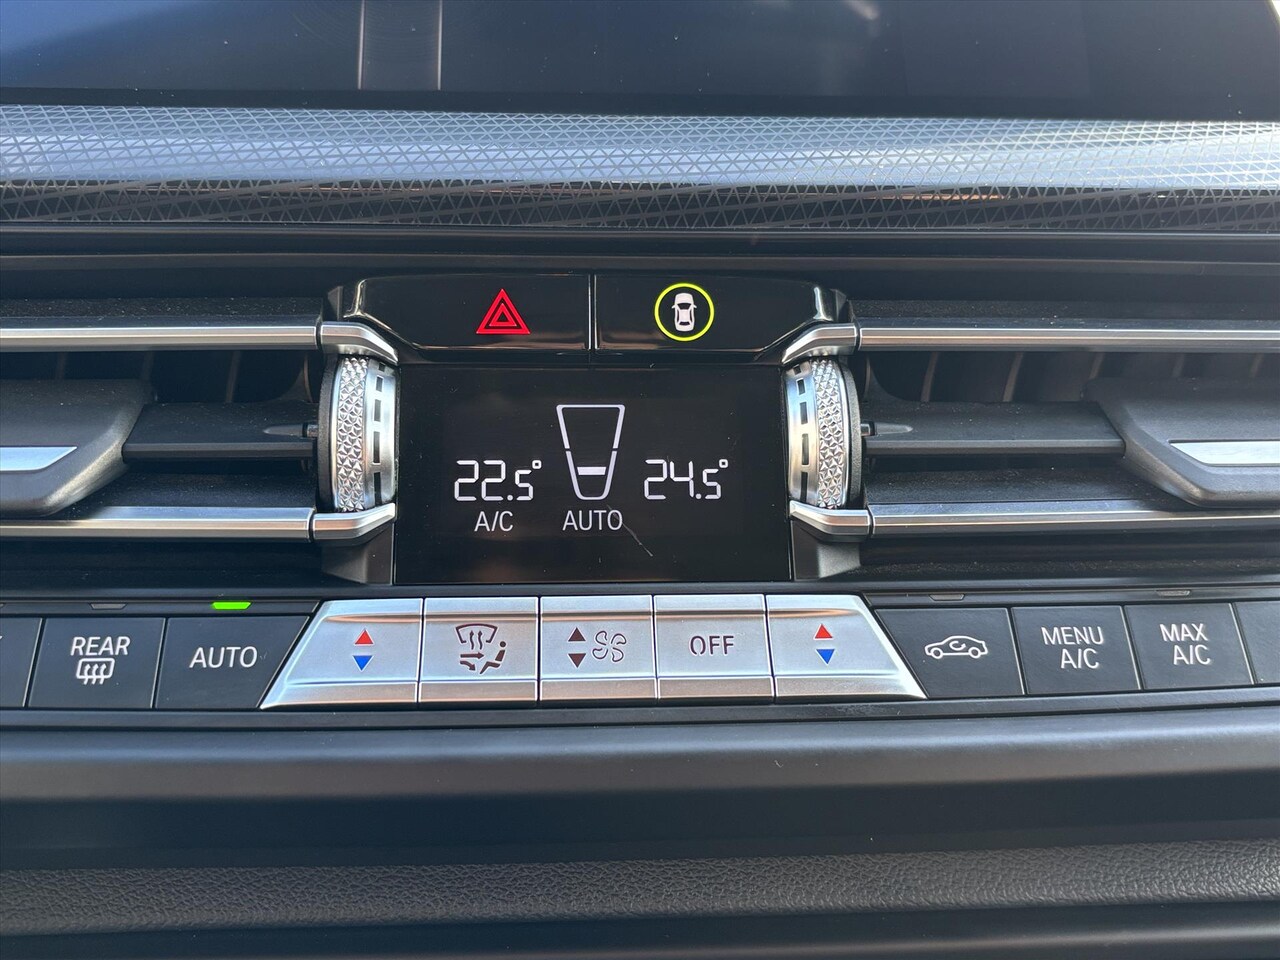 22.5° 24.5°
A/C AUTO
REAR
AUTO
OFF
MENU
A/C
MAX
A/C